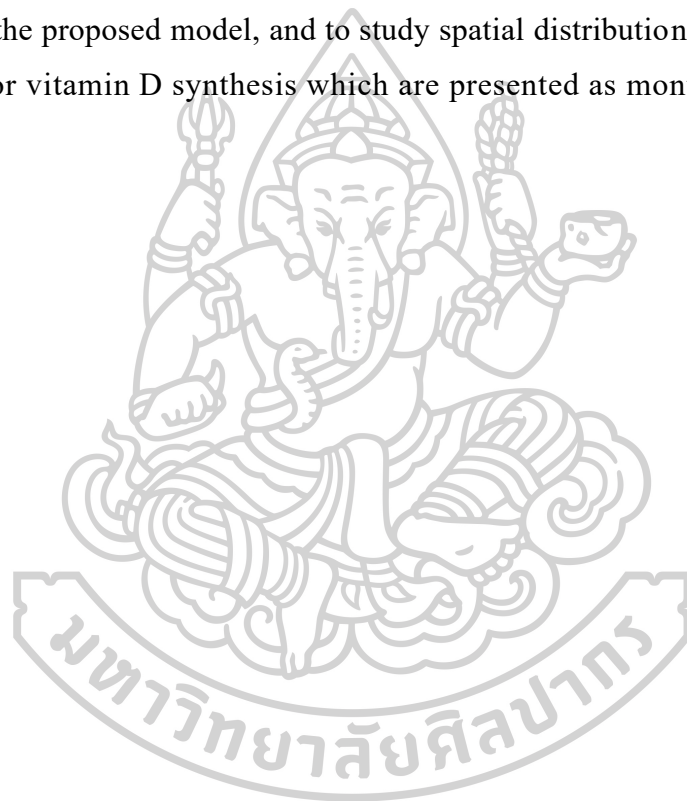 the proposed model, and to study spatial distribution
or vitamin D synthesis which are presented as mon
มหาวิทยาลัยศิลปากร